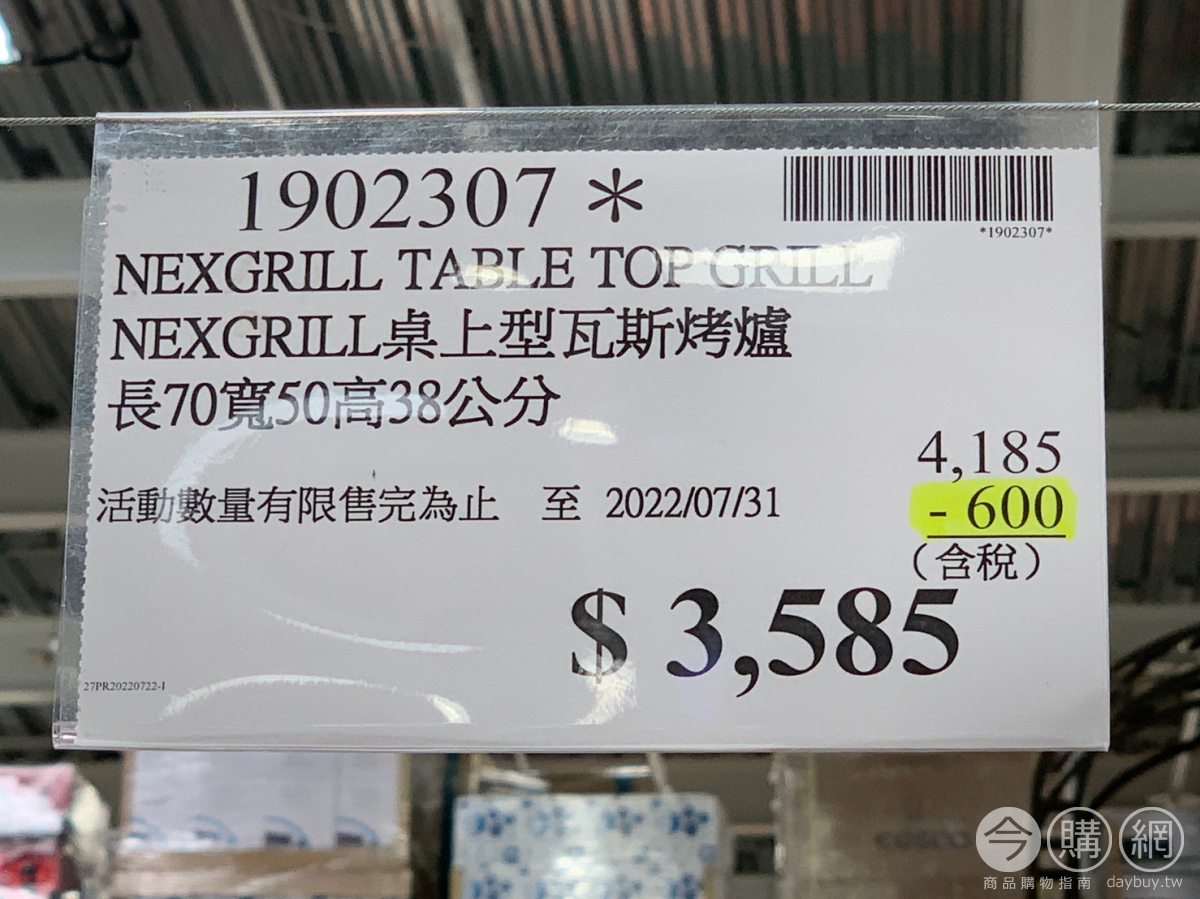 1902307 *
*1902307*
NEXGRILL TABLE TOP GRILL
NEXGRILL桌上型瓦斯烤爐
長70寬50高38公分
4,185
活動數量有限售完為止 至 2022/07/31
- 600
(含稅)
$ 3,585
27PR20220722-1
今購網
商品購物指南 daybuy.tw